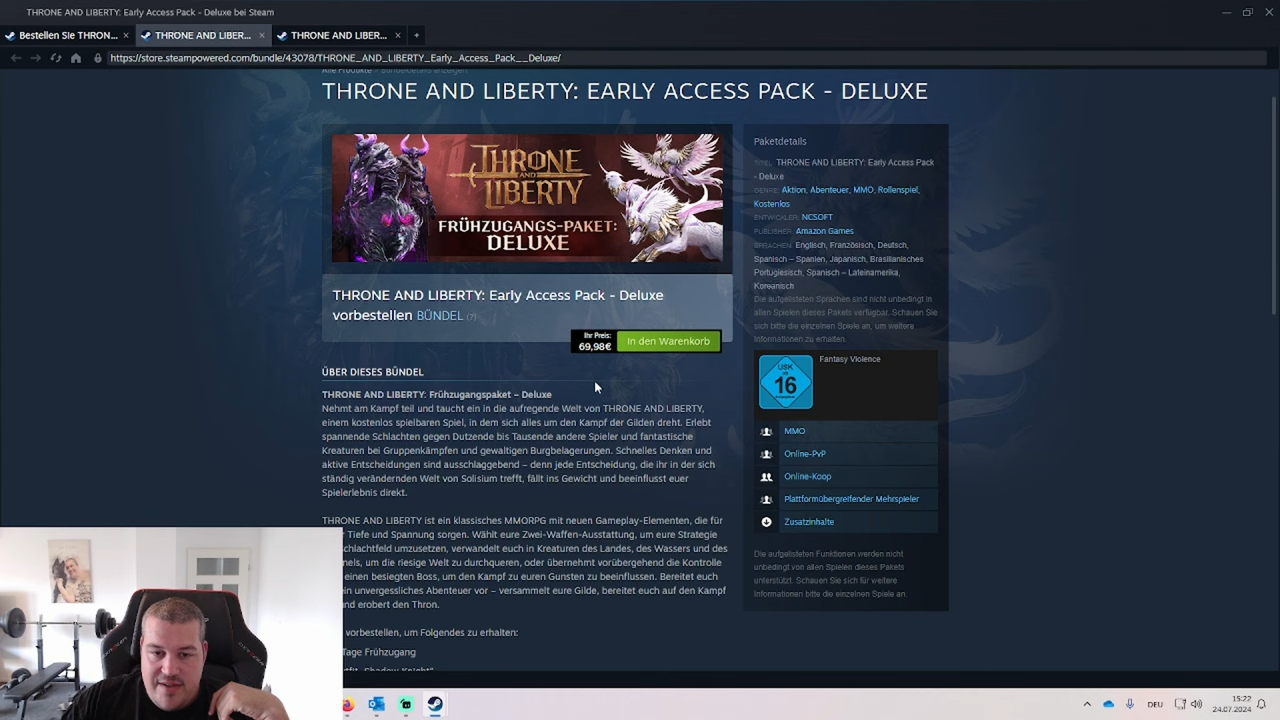 THRONE AND LIBERTY: Early Access Pack - Deluxe bei Steam
Bestellen Sie THRON...
THRONE AND LIBER...
THRONE AND LIBER...
https://store.steampowered.com/bundle/43078/THRONE_AND_LIBERTY_Early_Access_Pack__Deluxe/
Alle Produkte > Bündeldetails anzeigen
THRONE AND LIBERTY: EARLY ACCESS PACK - DELUXE
THRONE
AND
LIBERTY
FRÜHZUGANGS-PAKET:
DELUXE
THRONE AND LIBERTY: Early Access Pack - Deluxe
vorbestellen BÜNDEL (?)
Ihr Preis:
69,98€
In den Warenkorb
ÜBER DIESES BÜNDEL
THRONE AND LIBERTY: Frühzugangspaket – Deluxe
Nehmt am Kampf teil und taucht ein in die aufregende Welt von THRONE AND LIBERTY,
einem kostenlos spielbaren Spiel, in dem sich alles um den Kampf der Gilden dreht. Erlebt
spannende Schlachten gegen Dutzende bis Tausende andere Spieler und fantastische
Kreaturen bei Gruppenkämpfen und gewaltigen Burgbelagerungen. Schnelles Denken und
aktive Entscheidungen sind ausschlaggebend – denn jede Entscheidung, die ihr in der sich
ständig verändernden Welt von Solisium trefft, fällt ins Gewicht und beeinflusst euer
Spielerlebnis direkt.
THRONE AND LIBERTY ist ein klassisches MMORPG mit neuen Gameplay-Elementen, die für
Tiefe und Spannung sorgen. Wählt eure Zwei-Waffen-Ausstattung, um eure Strategie
schlachtfeld umzusetzen, verwandelt euch in Kreaturen des Landes, des Wassers und des
nels, um die riesige Welt zu durchqueren, oder übernehmt vorübergehend die Kontrolle
einen besiegten Boss, um den Kampf zu euren Gunsten zu beeinflussen. Bereitet euch
ein unvergessliches Abenteuer vor – versammelt eure Gilde, bereitet euch auf den Kampf
nd erobert den Thron.
vorbestellen, um Folgendes zu erhalten:
Tage Frühzugang
"Shadow Knight"
Paketdetails
TITEL: THRONE AND LIBERTY: Early Access Pack
- Deluxe
GENRE: Aktion, Abenteuer, MMO, Rollenspiel,
Kostenlos
ENTWICKLER: NCSOFT
PUBLISHER: Amazon Games
SPRACHEN: Englisch, Französisch, Deutsch,
Spanisch – Spanien, Japanisch, Brasilianisches
Portugiesisch, Spanisch – Lateinamerika,
Koreanisch
Die aufgelisteten Sprachen sind nicht unbedingt in
allen Spielen dieses Pakets verfügbar. Schauen Sie
sich bitte die einzelnen Spiele an, um weitere
Informationen zu erhalten.
USK
ab
16
Fantasy Violence
MMO
Online-PvP
Online-Koop
Plattformübergreifender Mehrspieler
Zusatzinhalte
Die aufgelisteten Funktionen werden nicht
unbedingt von allen Spielen dieses Pakets
unterstützt. Schauen Sie sich für weitere
Informationen bitte die einzelnen Spiele an.
DEU
15:22
24.07.2024